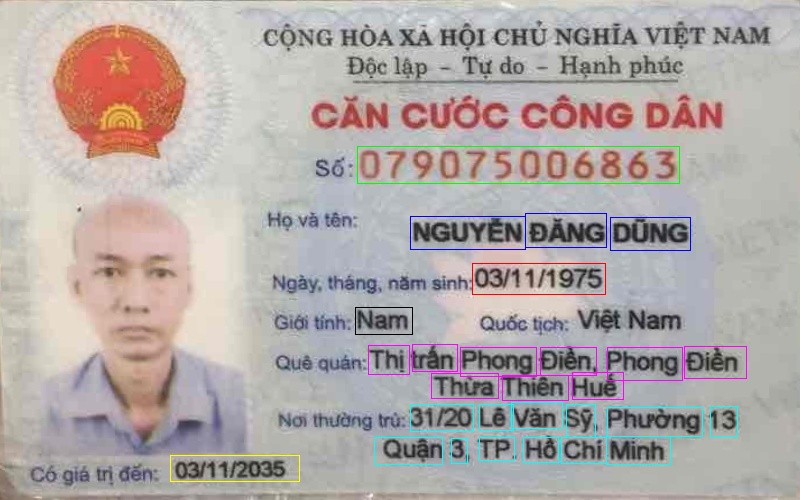 CỘNG HÒA XÃ HỘI CHỦ NGHĨA VIỆT NAM
Độc lập - Tự do - Hạnh phúc
CĂN CƯỚC CÔNG DÂN
Số: 079075006863
Họ và tên: NGUYỄN ĐĂNG DŨNG
Ngày, tháng, năm sinh: 03/11/1975
Giới tính: Nam Quốc tịch: Việt Nam
Quê quán: Thị trấn Phong Điền, Phong Điền
Thừa Thiên Huế
Nơi thường trú: 31/20 Lê Văn Sỹ, Phường 13
Quận 3, TP. Hồ Chí Minh
Có giá trị đến: 03/11/2035